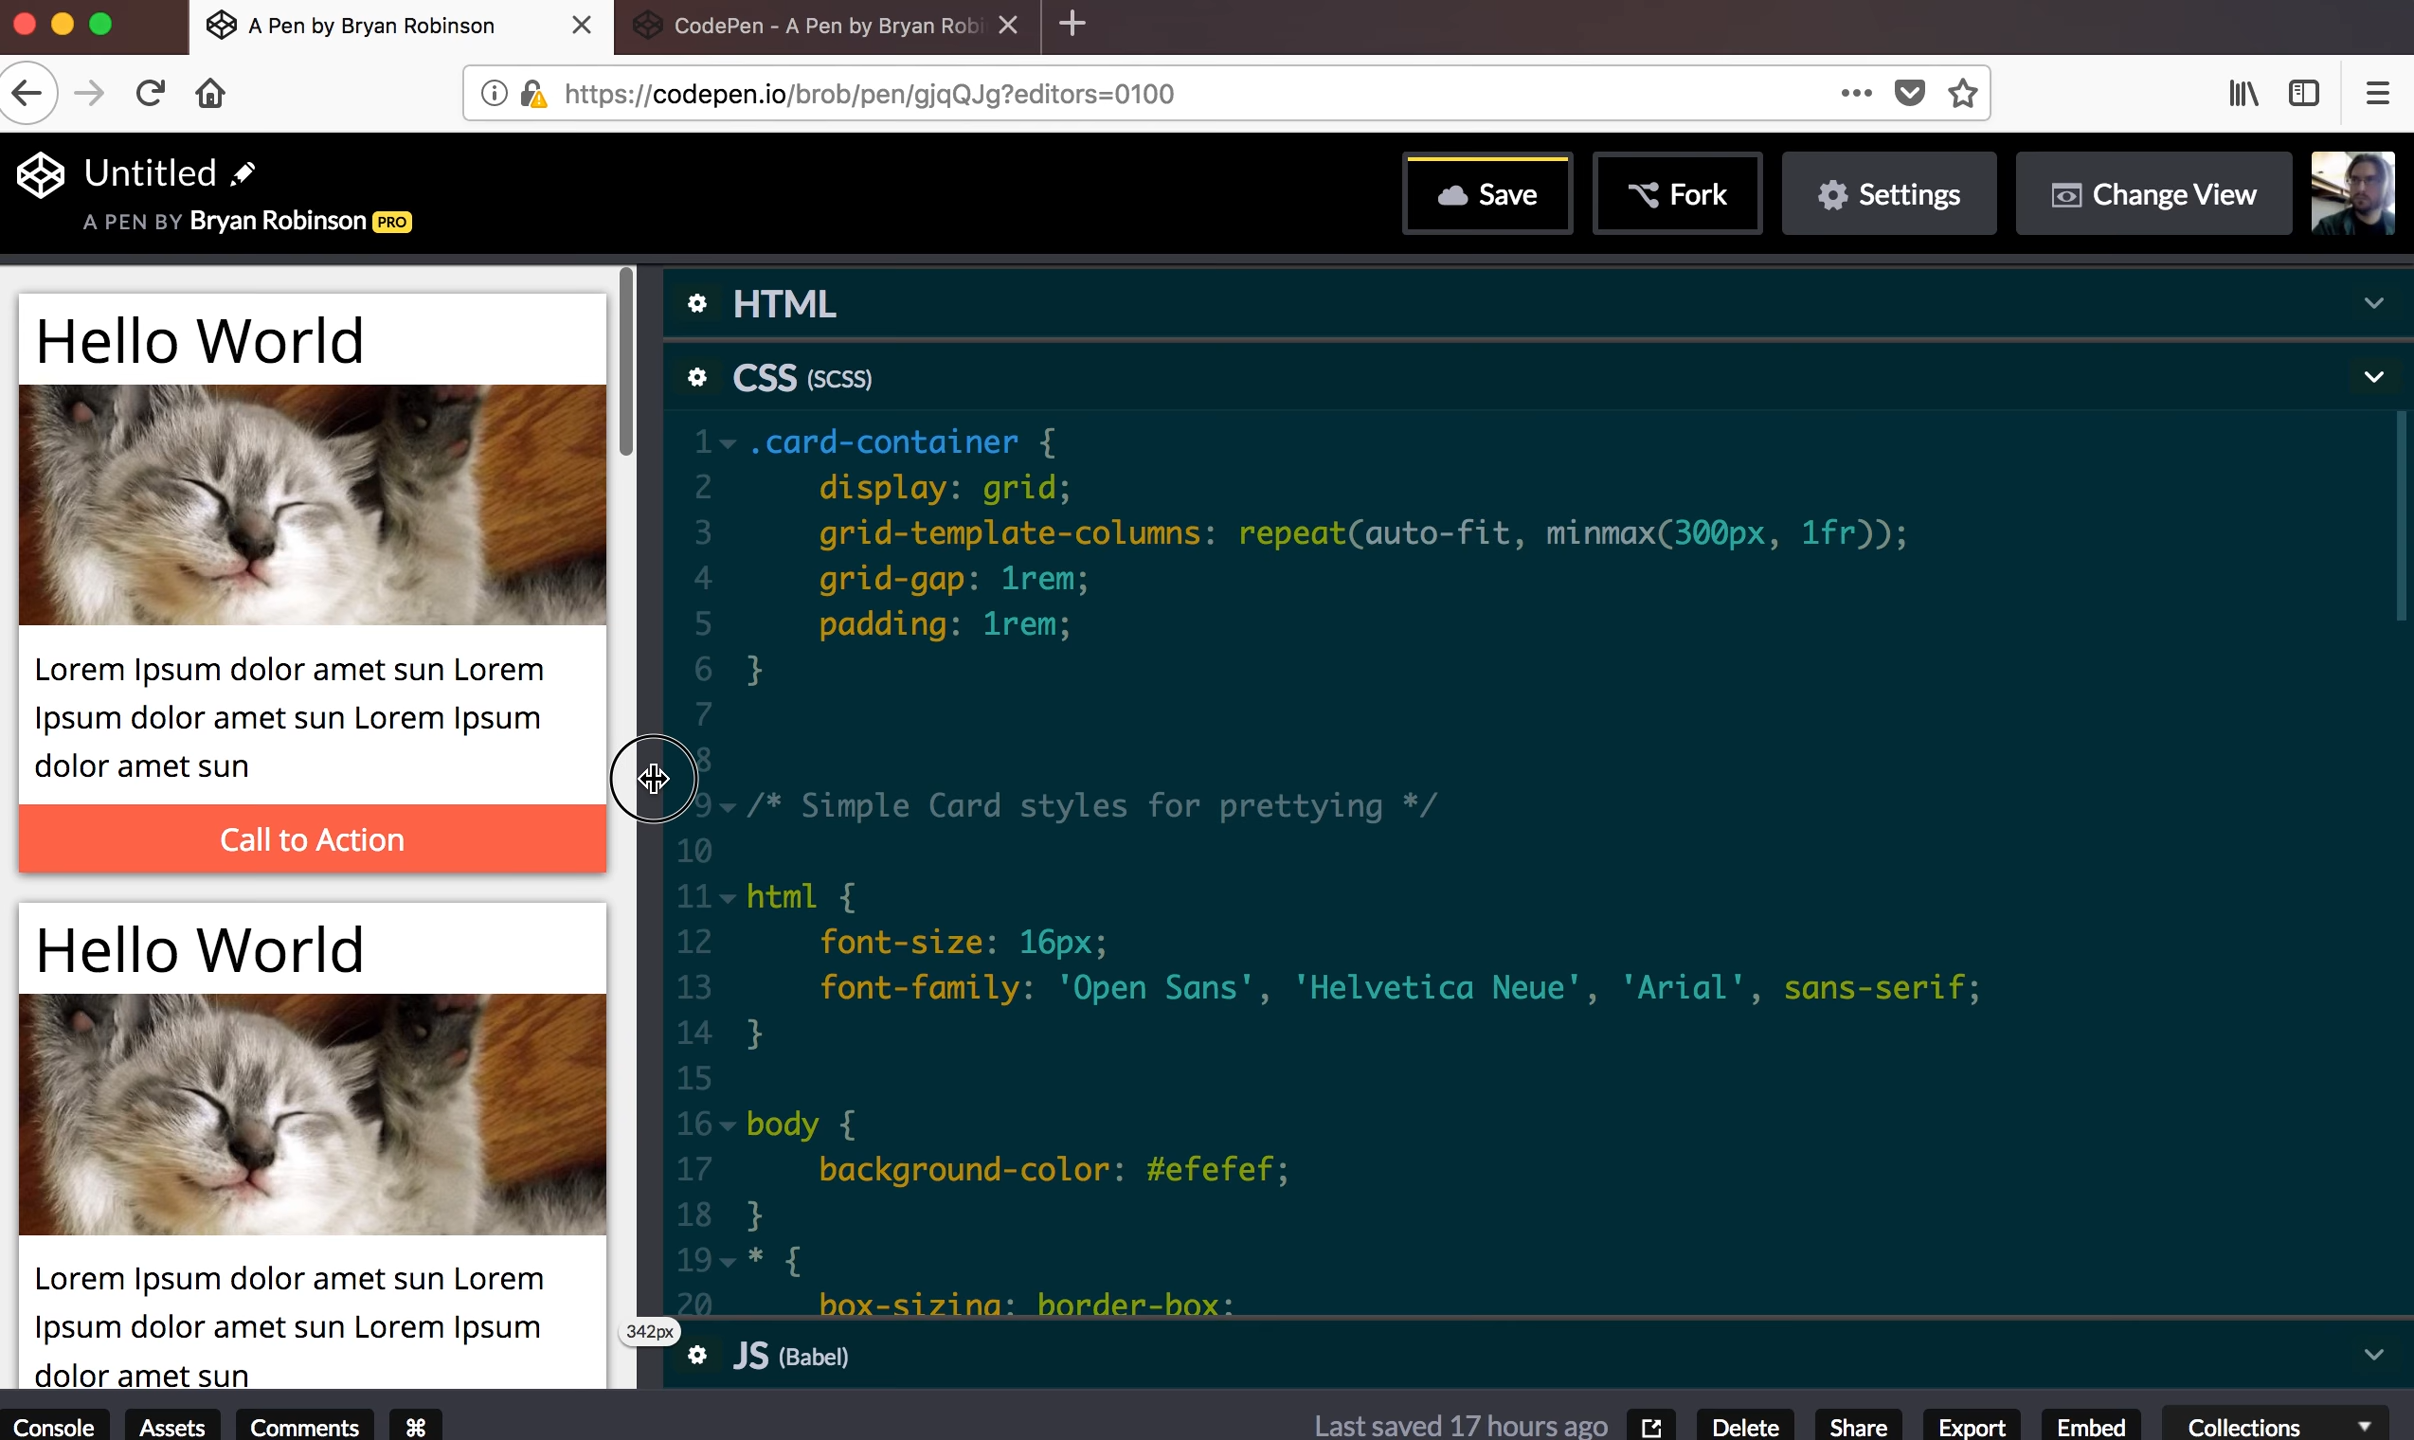 A Pen by Bryan Robinson
CodePen - A Pen by Bryan Robi
https://codepen.io/brob/pen/gjqQJg?editors=0100
Untitled
A PEN BY Bryan Robinson PRO
Save
Fork
Settings
Change View
Hello World
Lorem Ipsum dolor amet sun Lorem
Ipsum dolor amet sun Lorem Ipsum
dolor amet sun
Call to Action
Hello World
Lorem Ipsum dolor amet sun Lorem
Ipsum dolor amet sun Lorem Ipsum
dolor amet sun
342px
HTML
CSS (SCSS)
1 .card-container {
2 display: grid;
3 grid-template-columns: repeat(auto-fit, minmax(300px, 1fr));
4 grid-gap: 1rem;
5 padding: 1rem;
6 }
7
8
9 /* Simple Card styles for prettying */
10
11 html {
12 font-size: 16px;
13 font-family: 'Open Sans', 'Helvetica Neue', 'Arial', sans-serif;
14 }
15
16 body {
17 background-color: #efefef;
18 }
19 * {
20 box-sizing: border-box;
JS (Babel)
Console
Assets
Comments
⌘
Last saved 17 hours ago
Delete
Share
Export
Embed
Collections